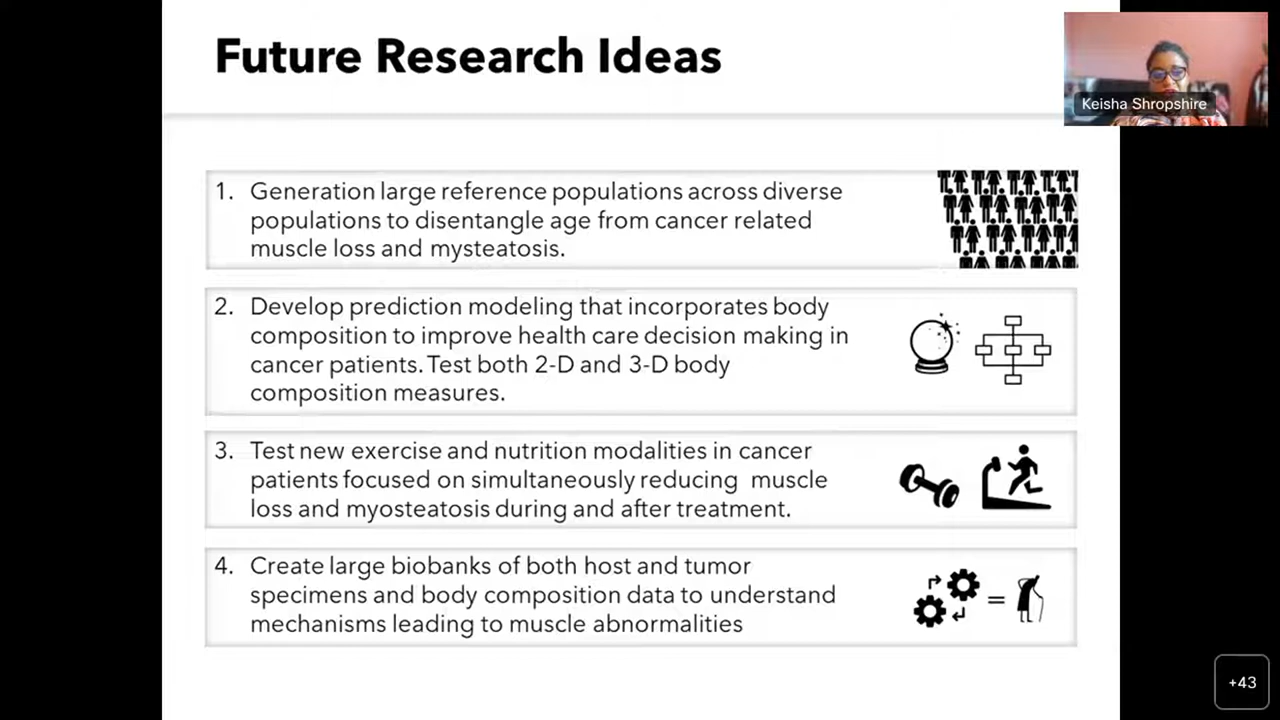 Future Research Ideas
Keisha Shropshire
1. Generation large reference populations across diverse
populations to disentangle age from cancer related
muscle loss and mysteatosis.
2. Develop prediction modeling that incorporates body
composition to improve health care decision making in
cancer patients. Test both 2-D and 3-D body
composition measures.
3. Test new exercise and nutrition modalities in cancer
patients focused on simultaneously reducing muscle
loss and myosteatosis during and after treatment.
4. Create large biobanks of both host and tumor
specimens and body composition data to understand
mechanisms leading to muscle abnormalities
=
+43